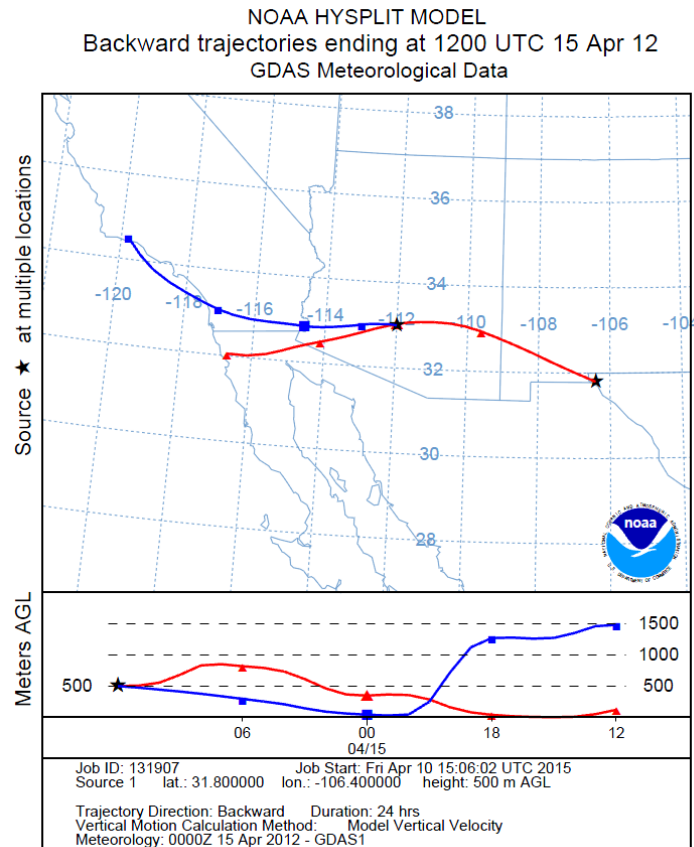 NOAA HYSPLIT MODEL
Backward trajectories ending at 1200 UTC 15 Apr 12
GDAS Meteorological Data
Source ★ at multiple locations
38
36
34
-120
-118
-116
-114
-112
-110
-108
-106
-104
32
30
28
noaa
Meters AGL
500
1500
1000
500
06
00
18
12
04/15
Job ID: 131907 Job Start: Fri Apr 10 15:06:02 UTC 2015
Source 1 lat.: 31.800000 lon.: -106.400000 height: 500 m AGL
Trajectory Direction: Backward Duration: 24 hrs
Vertical Motion Calculation Method: Model Vertical Velocity
Meteorology: 0000Z 15 Apr 2012 - GDAS1